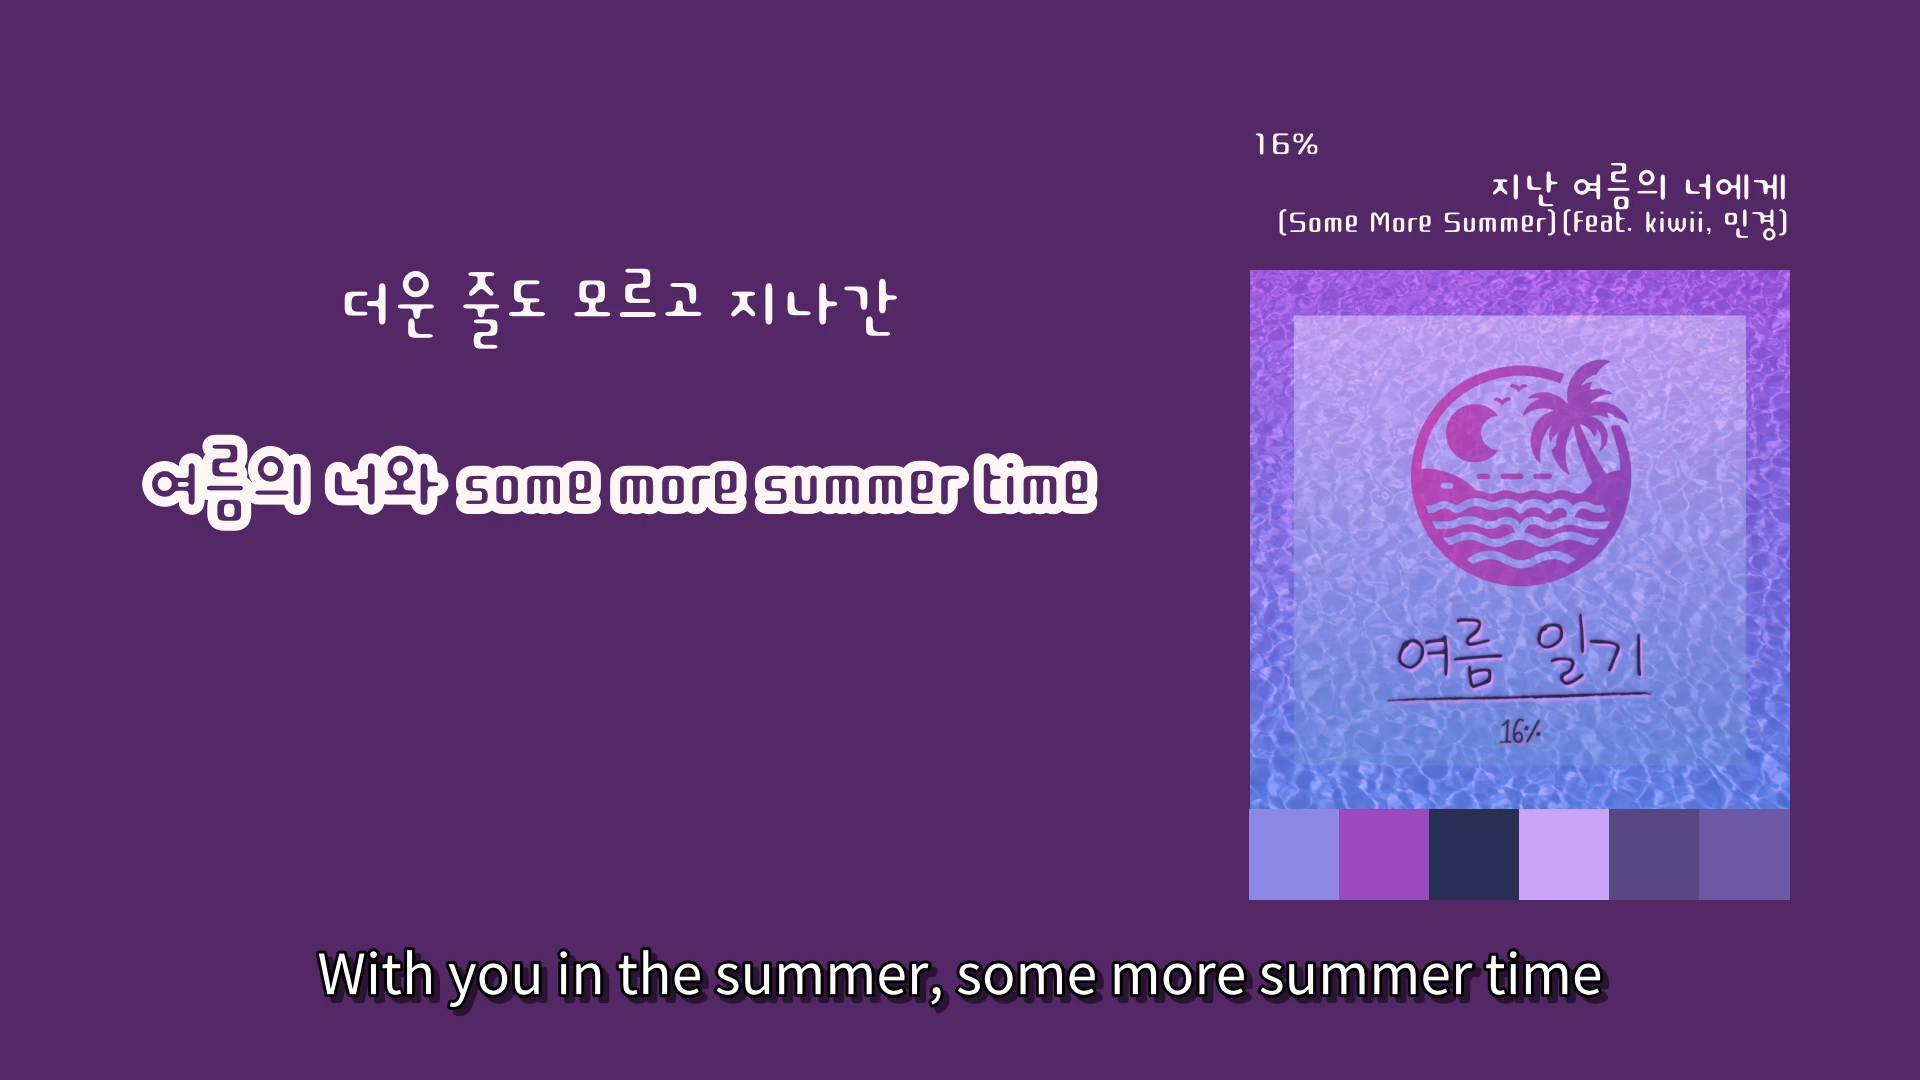 16%
지난 여름의 너에게
(Some More Summer)(Feat. kiwii, 민경)
더운 줄도 모르고 지나간
여름의 너와 some more summer time
여름 일기
16%
With you in the summer, some more summer time